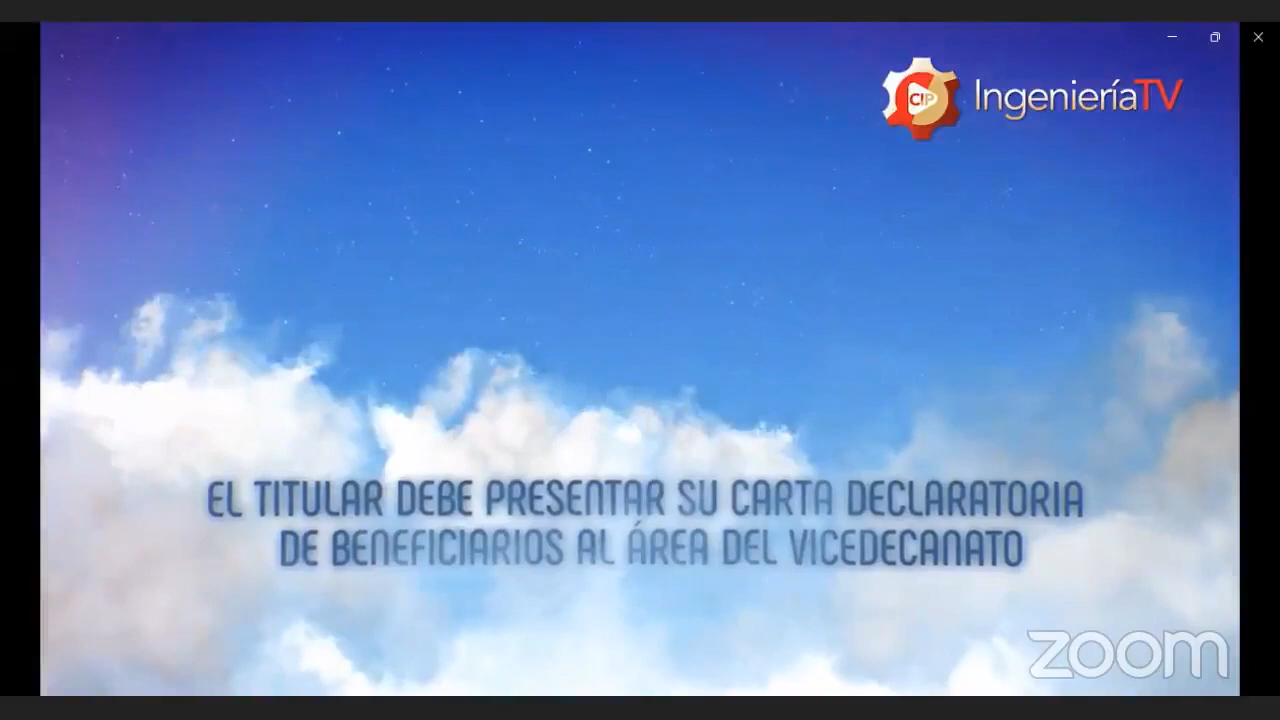 CIP IngenieríaTV
EL TITULAR DEBE PRESENTAR SU CARTA DECLARATORIA
DE BENEFICIARIOS AL ÁREA DEL VICEDECANATO
zoom